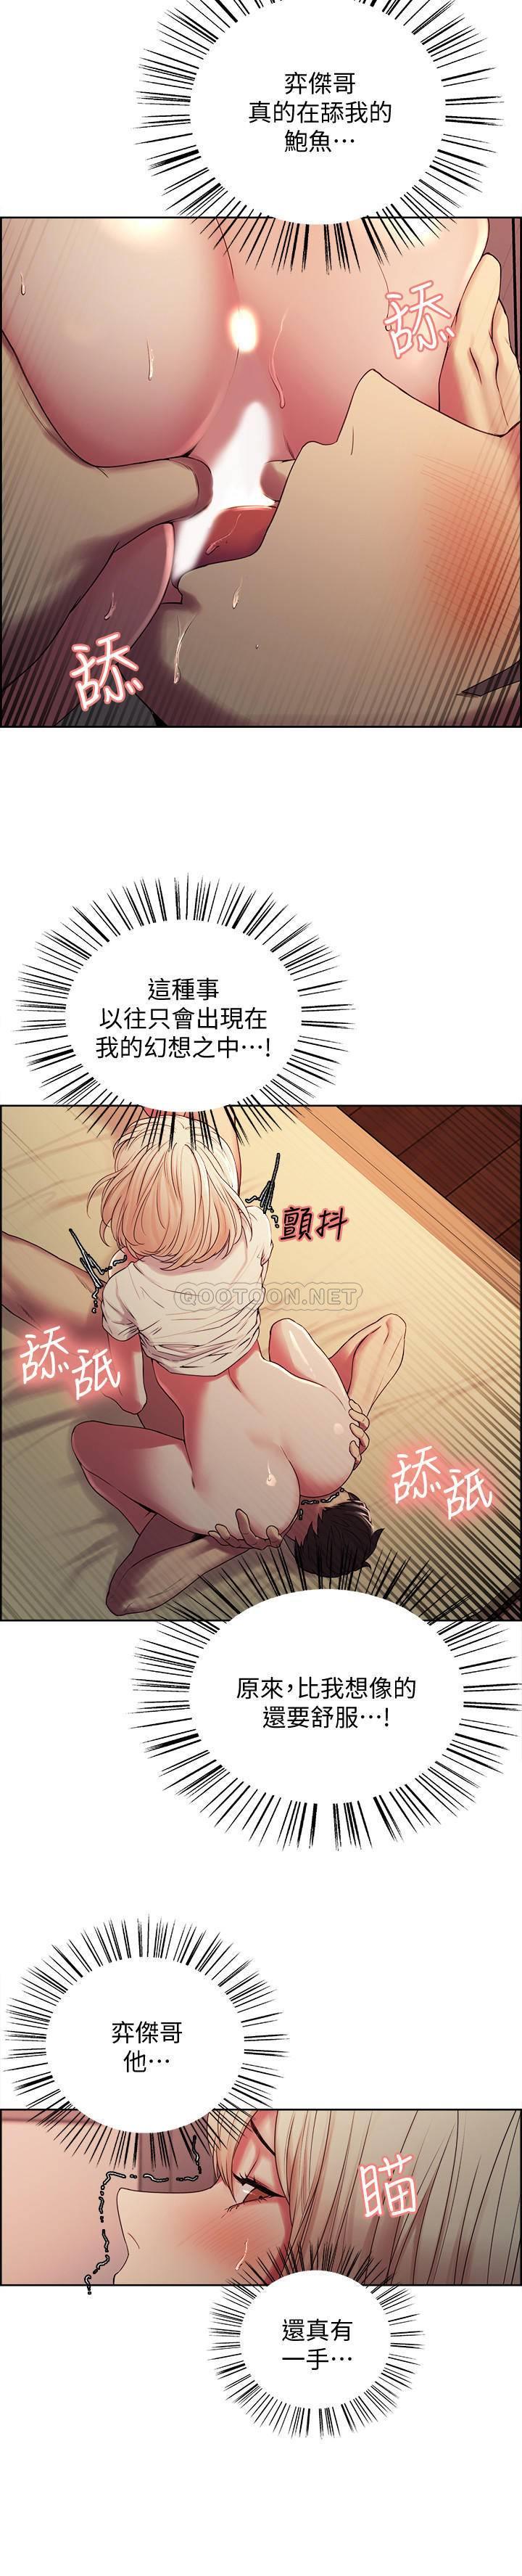 弈傑哥
真的在舔我的
鮑魚⋯
舔
舔
這種事
以往只會出現在
我的幻想之中⋯!
顫抖
QOOTOON.NET
舔舐
舔舐
原來,比我想像的
還要舒服⋯!
弈傑哥
他⋯
瞄
還真有
一手⋯